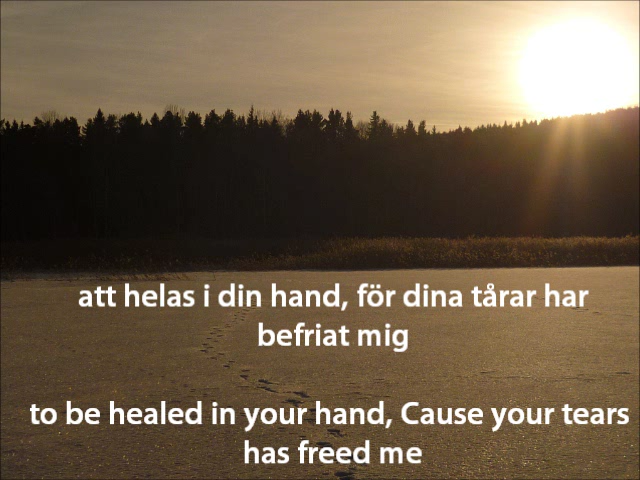 att helas i din hand, för dina tårar har
befriat mig
to be healed in your hand, Cause your tears
has freed me